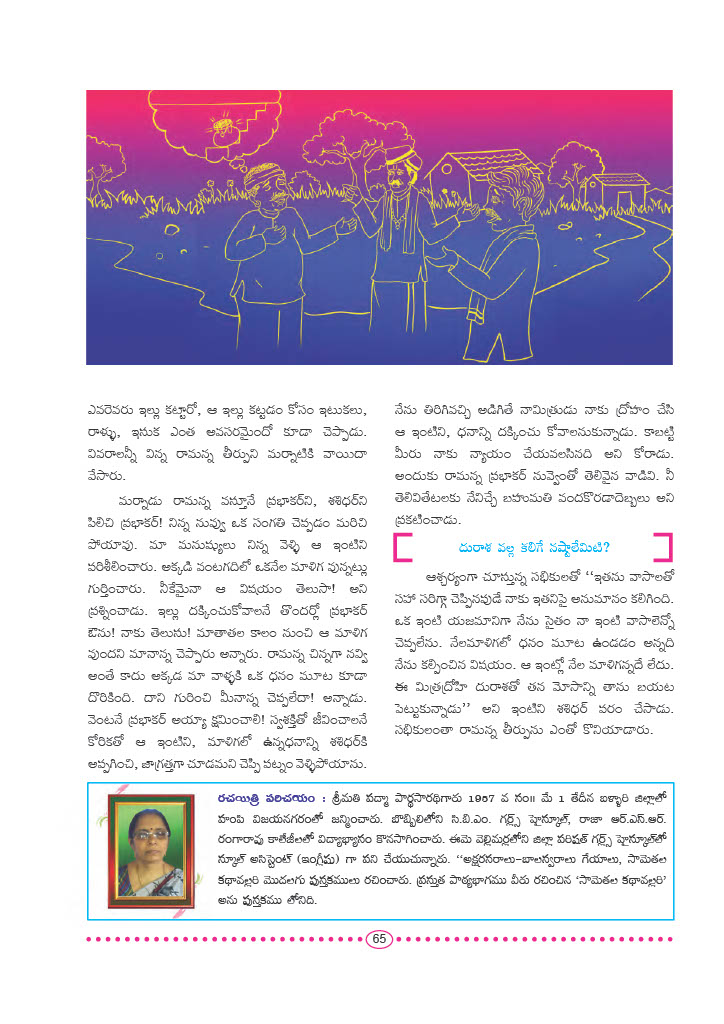 ఎవరెవరు ఇల్లు కట్టారో, ఆ ఇల్లు కట్టడం కోసం ఇటుకలు,
రాళ్ళు, ఇసుక ఎంత అవసరమైందో కూడా చెప్పాడు.
వివరాలన్నీ విన్న రామన్న తీర్పుని మర్నాటికి వాయిదా
వేసారు.
మర్నాడు రామన్న వస్తూనే ప్రభాకర్‌ని, శశిధర్‌ని
పిలిచి ప్రభాకర్! నిన్న నువ్వు ఒక సంగతి చెప్పడం మరిచి
పోయావు. మా మనుష్యులు నిన్న వెళ్ళి ఆ ఇంటిని
పరిశీలించారు. అక్కడి వంటగదిలో ఒకనేల మాళిగ వున్నట్లు
గుర్తించారు. నీకేమైనా ఆ విషయం తెలుసా! అని
ప్రశ్నించాడు. ఇల్లు దక్కించుకోవాలనే తొందర్లో ప్రభాకర్
ఔను! నాకు తెలును! మాతాతల కాలం నుంచి ఆ మాళిగ
వుందని మానాన్న చెప్పారు అన్నారు. రామన్న చిన్నగా నవ్వి
అంతే కాదు అక్కడ మా వాళ్ళకి ఒక ధనం మూట కూడా
దొరికింది. దాని గురించి మీనాన్న చెప్పలేదా! అన్నాడు.
వెంటనే ప్రభాకర్ అయ్యా క్షమించాలి! స్వశక్తితో జీవించాలనే
కోరికతో ఆ ఇంటిని, మాళిగలో ఉన్నధనాన్ని శశిధర్‌కి
అప్పగించి, జాగ్రత్తగా చూడమని చెప్పి పట్నం వెళ్ళిపోయాను.
నేను తిరిగివచ్చి అడిగితే నామిత్రుడు నాకు ద్రోహం చేసి
ఆ ఇంటిని, ధనాన్ని దక్కించు కోవాలనుకున్నాడు. కాబట్టి
మీరు నాకు న్యాయం చేయవలసినది అని కోరాడు.
అందుకు రామన్న ప్రభాకర్ నువ్వెంతో తెలివైన వాడివి. నీ
తెలివితేటలకు నేనిచ్చే బహుమతి వందకొరడాదెబ్బలు అని
ప్రకటించాడు.
దురాశ వల్ల కలిగే నష్టాలేమిటి?
ఆశ్చర్యంగా చూస్తున్న సభికులతో ‘‘ఇతను వాసాలతో
సహా సరిగ్గా చెప్పినవుడే నాకు ఇతనిపై అనుమానం కలిగింది.
ఒక ఇంటి యజమానిగా నేను సైతం నా ఇంటి వాసాలెన్నో
చెప్పలేను. నేలమాళిగలో ధనం మూట ఉండడం అన్నది
నేను కల్పించిన విషయం. ఆ ఇంట్లో నేల మాళిగన్నదే లేదు.
ఈ మిత్రద్రోహి దురాశతో తన మోసాన్ని తాను బయట
పెట్టుకున్నాడు’’ అని ఇంటిని శశిధర్ పరం చేసాడు.
సభికులంతా రామన్న తీర్పును ఎంతో కొనియాడారు.
రచయిత్రి పరిచయం : శ్రీమతి పద్మా పార్థసారథిగారు 1957 వ సం॥ మే 1 తేదీన బళ్ళారి జిల్లాలో
హంపి విజయనగరంలో జన్మించారు. బొబ్బిలిలోని సి.బి.ఎం. గర్ల్స్ హైస్కూల్, రాజా ఆర్.ఎస్.ఆర్.
రంగారావు కాలేజీలలో విద్యాభ్యాసం కొనసాగించారు. ఈమె వెల్లిమర్లలోని జిల్లా పరిషత్ గర్ల్స్ హైస్కూల్‌లో
స్కూల్ అసిస్టెంట్ (ఇంగ్లీషు) గా పని చేయుచున్నారు. ‘‘అక్షరసరాలు-బాలస్వరాలు గేయాలు, సామెతల
కథావల్లరి మొదలగు పుస్తకములు రచించారు. ప్రస్తుత పాఠ్యభాగము వీరు రచించిన ‘సామెతల కథావల్లరి’
అను పుస్తకము లోనిది.
65